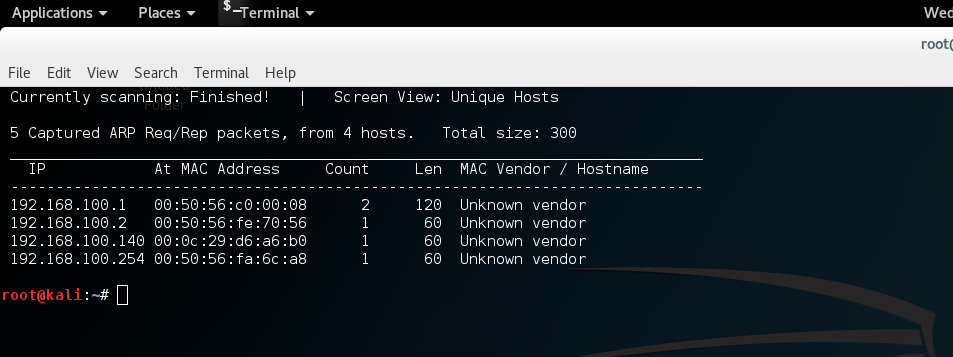 Applications Places $_ Terminal Wed
root@
File Edit View Search Terminal Help
Currently scanning: Finished! | Screen View: Unique Hosts
Folder
5 Captured ARP Req/Rep packets, from 4 hosts. Total size: 300
_____________________________________________________________________________
IP At MAC Address Count Len MAC Vendor / Hostname
-----------------------------------------------------------------------------
192.168.100.1 00:50:56:c0:00:08 2 120 Unknown vendor
192.168.100.2 00:50:56:fe:70:56 1 60 Unknown vendor
192.168.100.140 00:0c:29:d6:a6:b0 1 60 Unknown vendor
192.168.100.254 00:50:56:fa:6c:a8 1 60 Unknown vendor
root@kali:~#